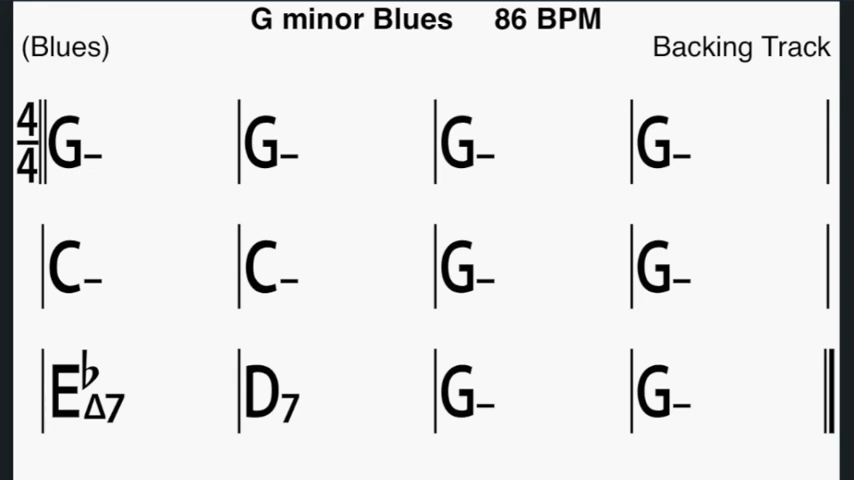 G minor Blues 86 BPM
(Blues) Backing Track
4/4 G– G– G– G–
C– C– G– G–
E♭Δ7 D7 G– G–